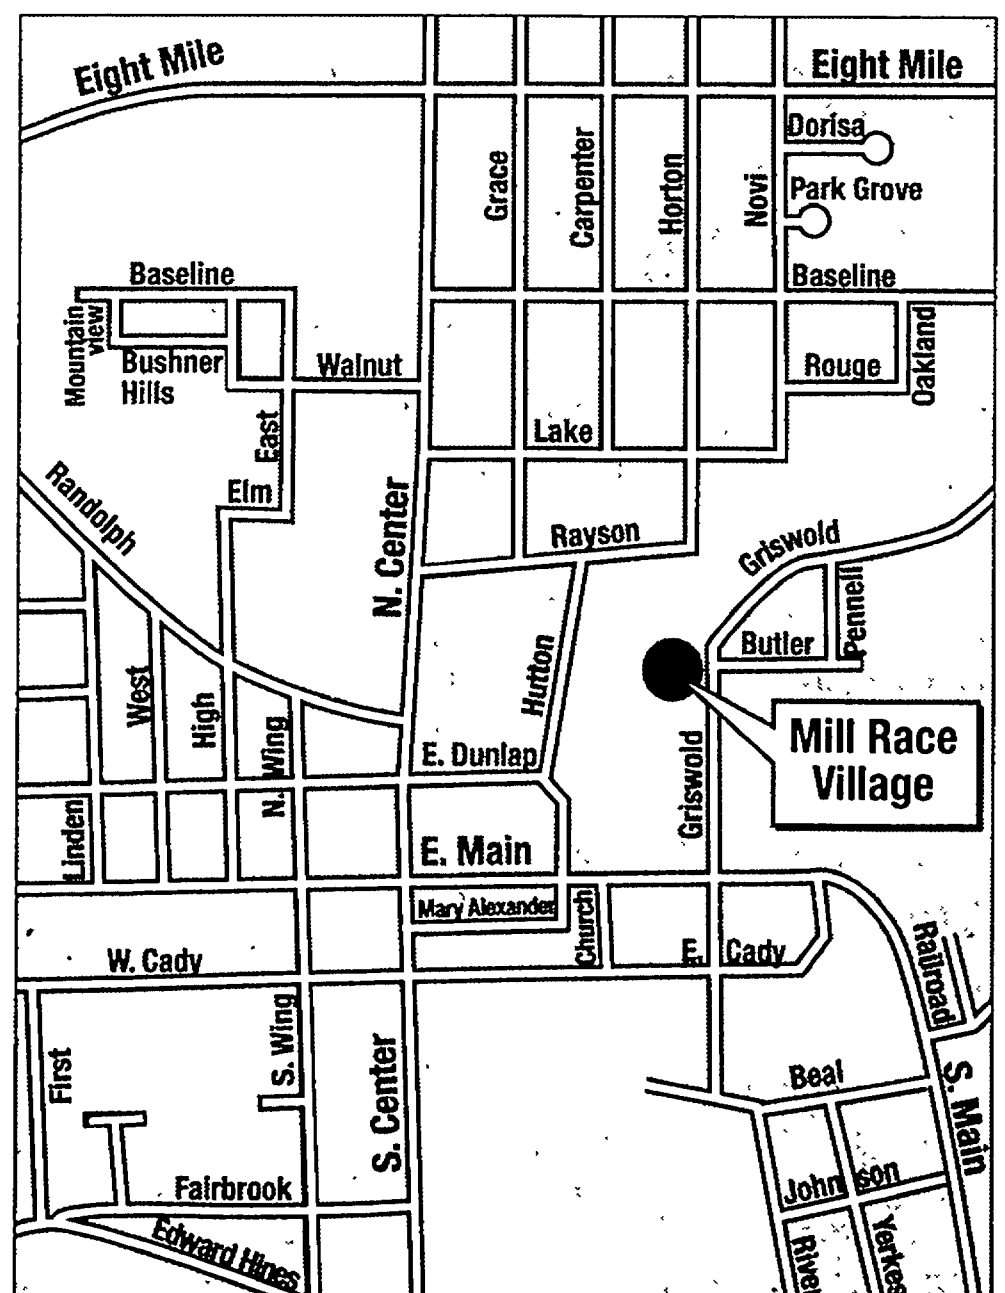 Eight Mile
Eight Mile
Dorisa
Grace
Carpenter
Horton
Novi
Park Grove
Baseline
Baseline
Mountain
view
Bushner
Hills
Walnut
Rouge
Oakland
East
Lake
Randolph
Elm
N. Center
Rayson
Griswold
Pennell
Butler
Hutton
West
High
N. Wing
E. Dunlap
Griswold
Mill Race
Village
Linden
E. Main
Mary Alexander
Church
E. Cady
W. Cady
Railroad
S. Wing
First
S. Center
Beal
S. Main
Fairbrook
Johnson
Edward Hines
Yerkes